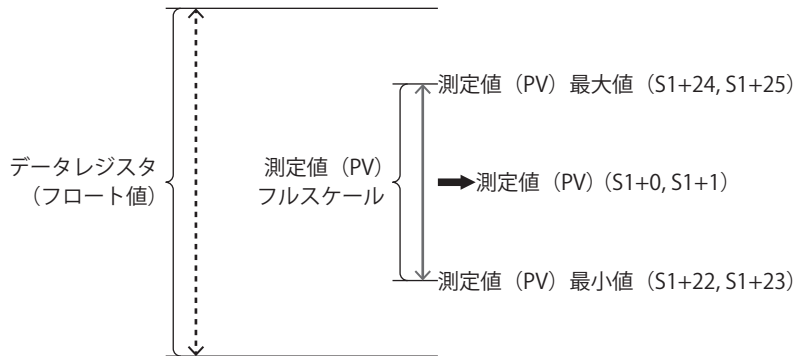 測定値（PV）最大値（S1+24, S1+25）
データレジスタ
（フロート値）
測定値（PV）
フルスケール
測定値（PV）（S1+0, S1+1）
測定値（PV）最小値（S1+22, S1+23）